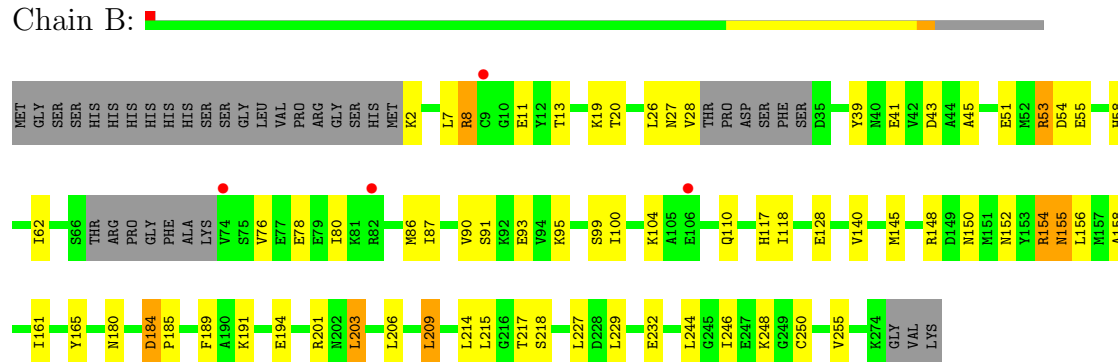 Chain B:
MET GLY SER SER HIS HIS HIS HIS HIS HIS SER SER GLY LEU VAL PRO ARG GLY SER HIS MET K2 L7 R8 C9 G10 E11 Y12 T13 K19 T20 L26 N27 V28 THR PRO ASP SER PHE SER D35 Y39 N40 E41 V42 D43 A44 A45 E51 M52 R53 D54 E55 H58
I62 S66 THR ARG PRO GLY PHE ALA LYS V74 S75 V76 E77 E78 E79 I80 K81 R82 M86 I87 V90 S91 K92 E93 V94 K95 S99 I100 K104 A105 E106 Q110 H117 I118 E128 V140 M145 R148 D149 N150 M151 N152 Y153 R154 N155 L156 M157 A158
I161 Y165 N180 D184 P185 F189 A190 K191 E194 R201 N202 L203 L206 L209 L214 L215 G216 T217 S218 L227 D228 L229 E232 L244 G245 I246 E247 K248 G249 C250 V255 K274 GLY VAL LYS